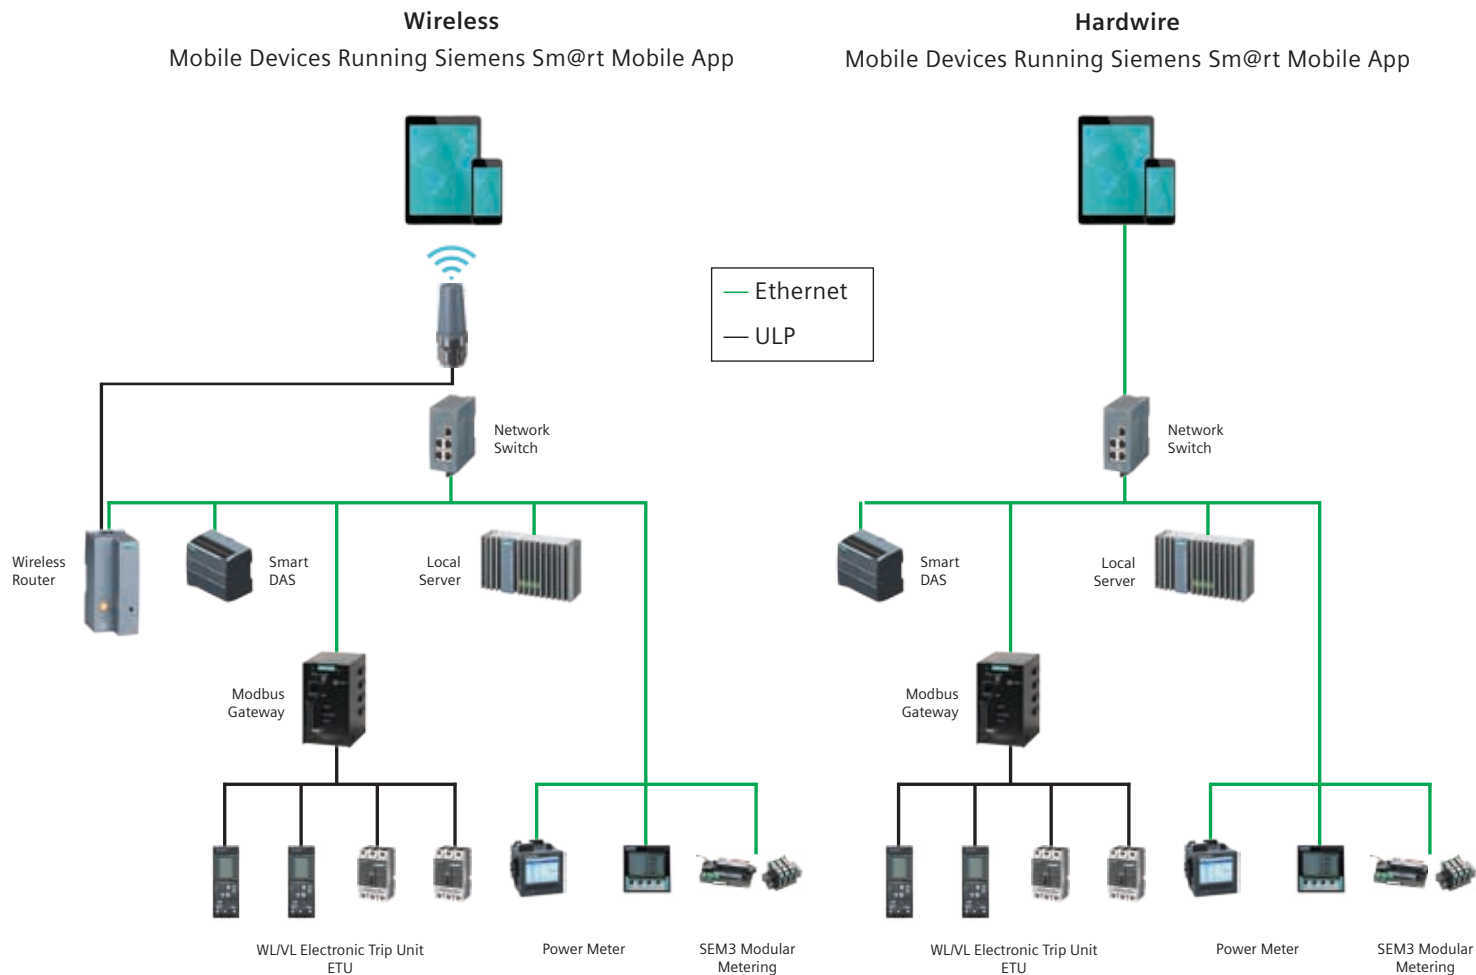 Wireless
Mobile Devices Running Siemens Sm@rt Mobile App
Hardwire
Mobile Devices Running Siemens Sm@rt Mobile App
Ethernet
ULP
Network
Switch
Network
Switch
Wireless
Router
Smart
DAS
Local
Server
Smart
DAS
Local
Server
Modbus
Gateway
Modbus
Gateway
WL/VL Electronic Trip Unit
ETU
Power Meter
SEM3 Modular
Metering
WL/VL Electronic Trip Unit
ETU
Power Meter
SEM3 Modular
Metering